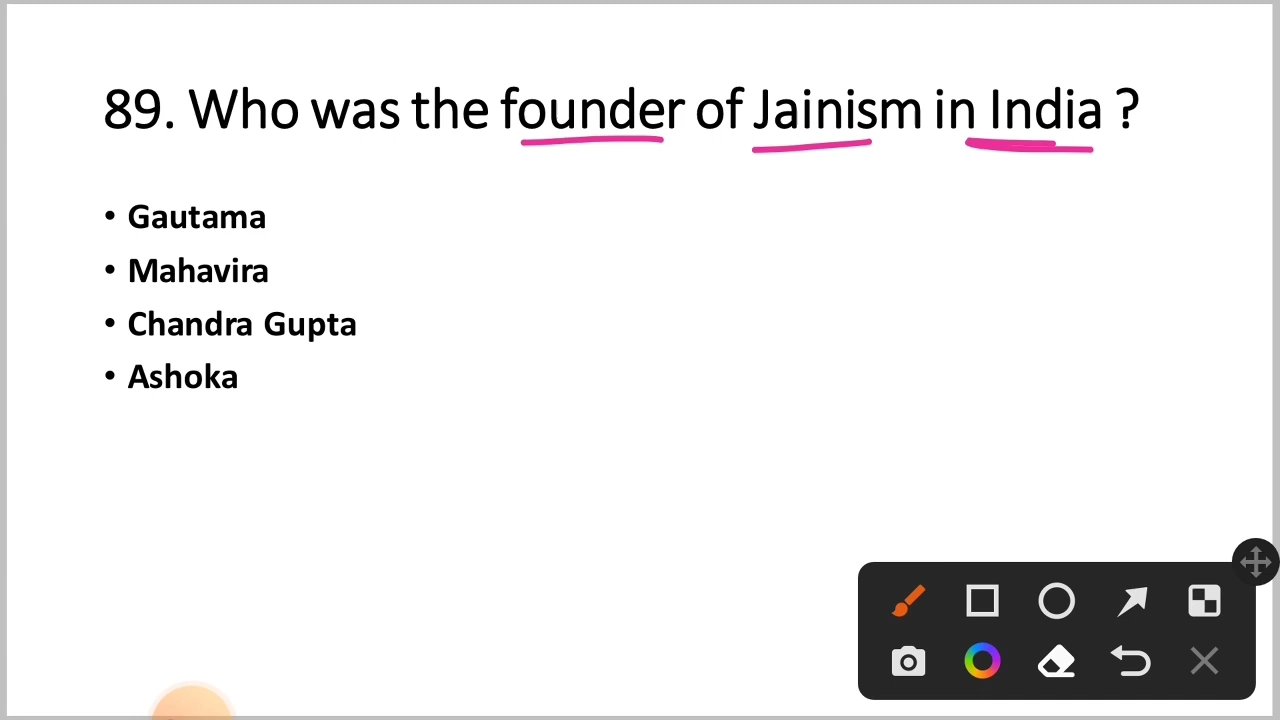 89. Who was the founder of Jainism in India ?
• Gautama
• Mahavira
• Chandra Gupta
• Ashoka